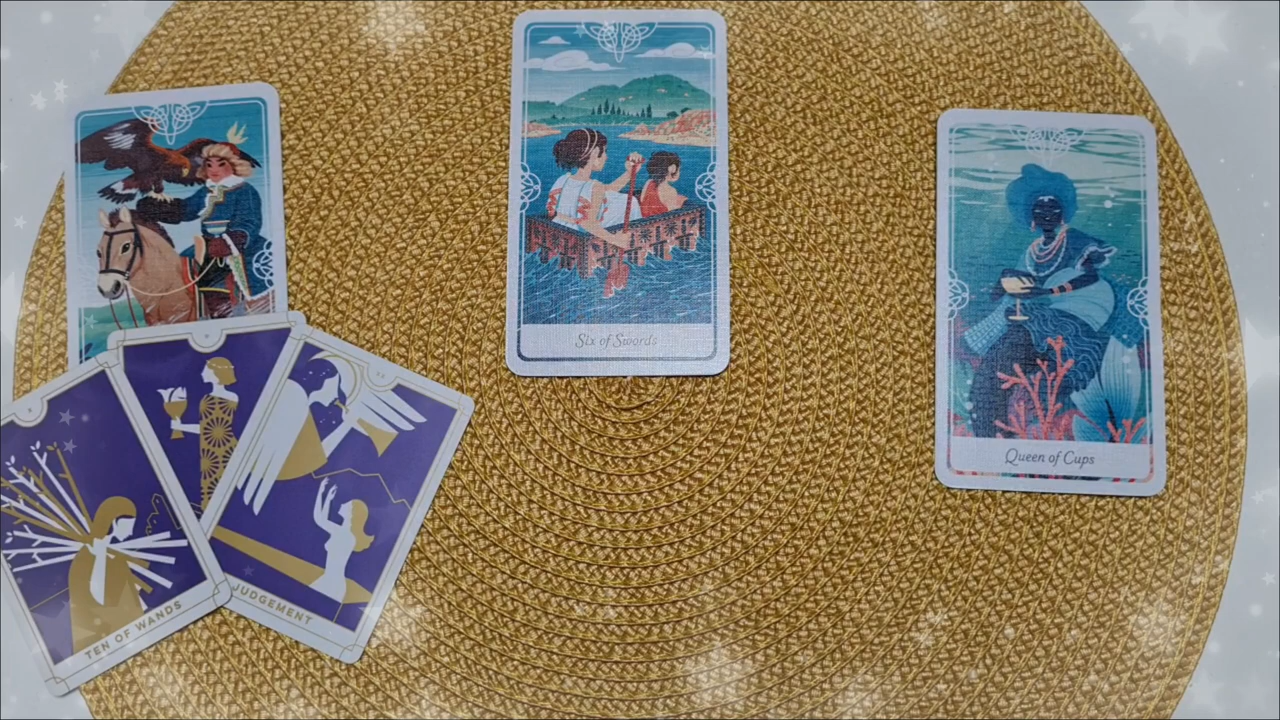 Six of Swords
Queen of Cups
TEN OF WANDS
JUDGEMENT